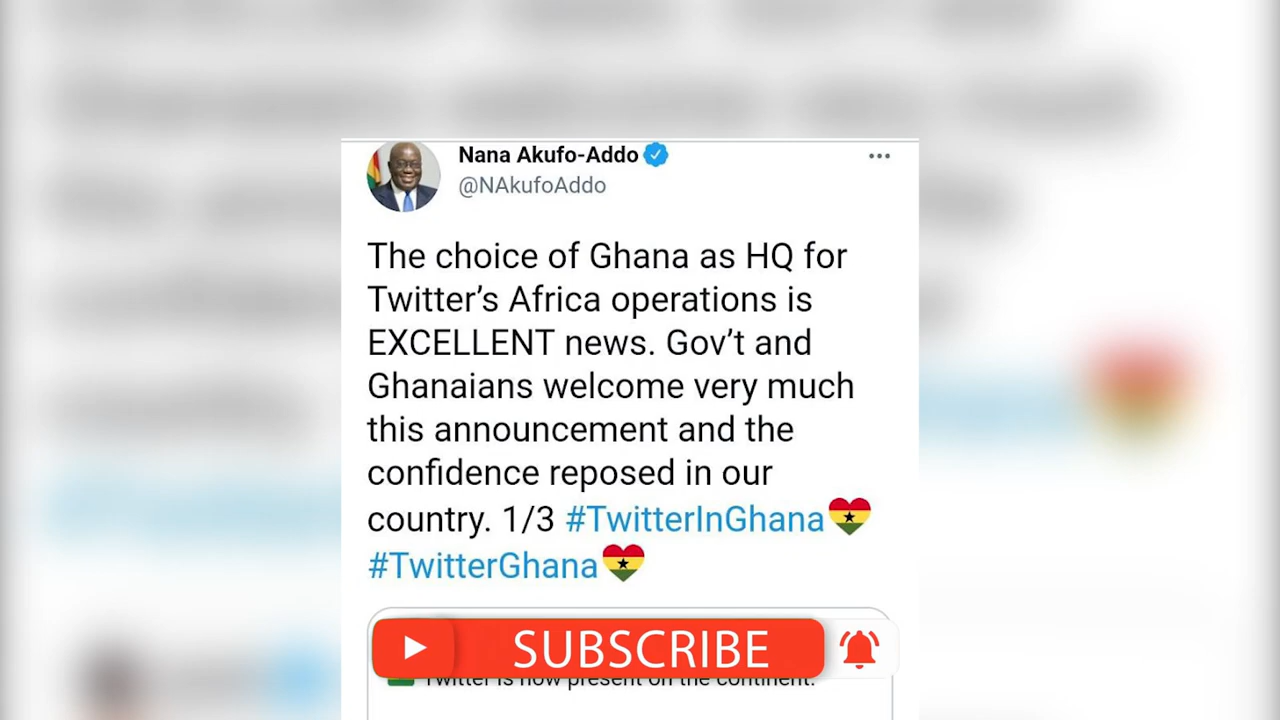 Nana Akufo-Addo
@NAkufoAddo
The choice of Ghana as HQ for
Twitter’s Africa operations is
EXCELLENT news. Gov’t and
Ghanaians welcome very much
this announcement and the
confidence reposed in our
country. 1/3 #TwitterInGhana
#TwitterGhana
SUBSCRIBE
Twitter is now present on the continent.